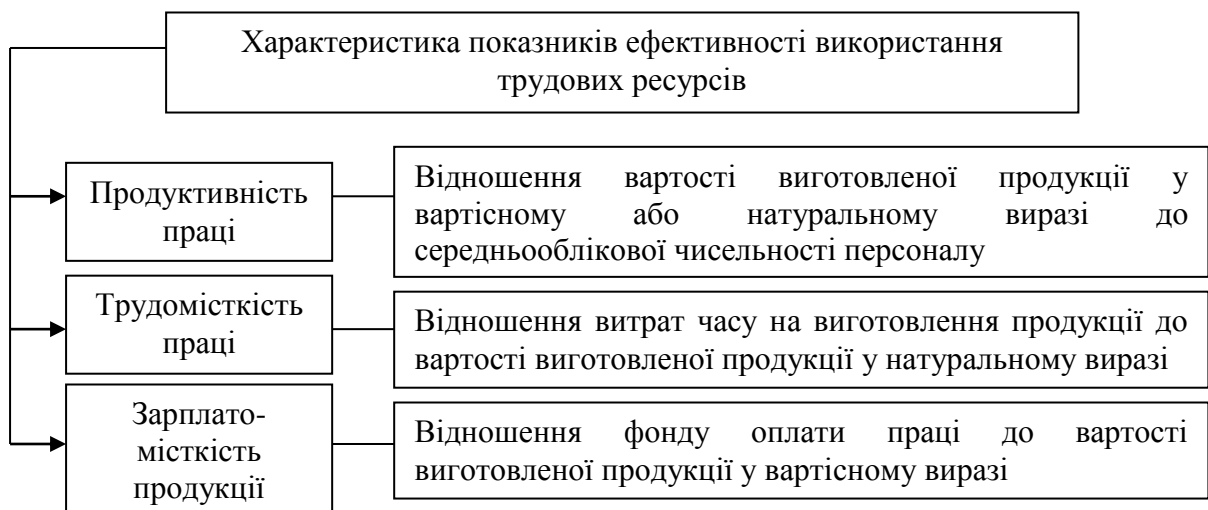 Характеристика показників ефективності використання
трудових ресурсів
Продуктивність
праці
Відношення вартості виготовленої продукції у
вартісному або натуральному виразі до
середньооблікової чисельності персоналу
Трудомісткість
праці
Відношення витрат часу на виготовлення продукції до
вартості виготовленої продукції у натуральному виразі
Зарплато-
місткість
продукції
Відношення фонду оплати праці до вартості
виготовленої продукції у вартісному виразі